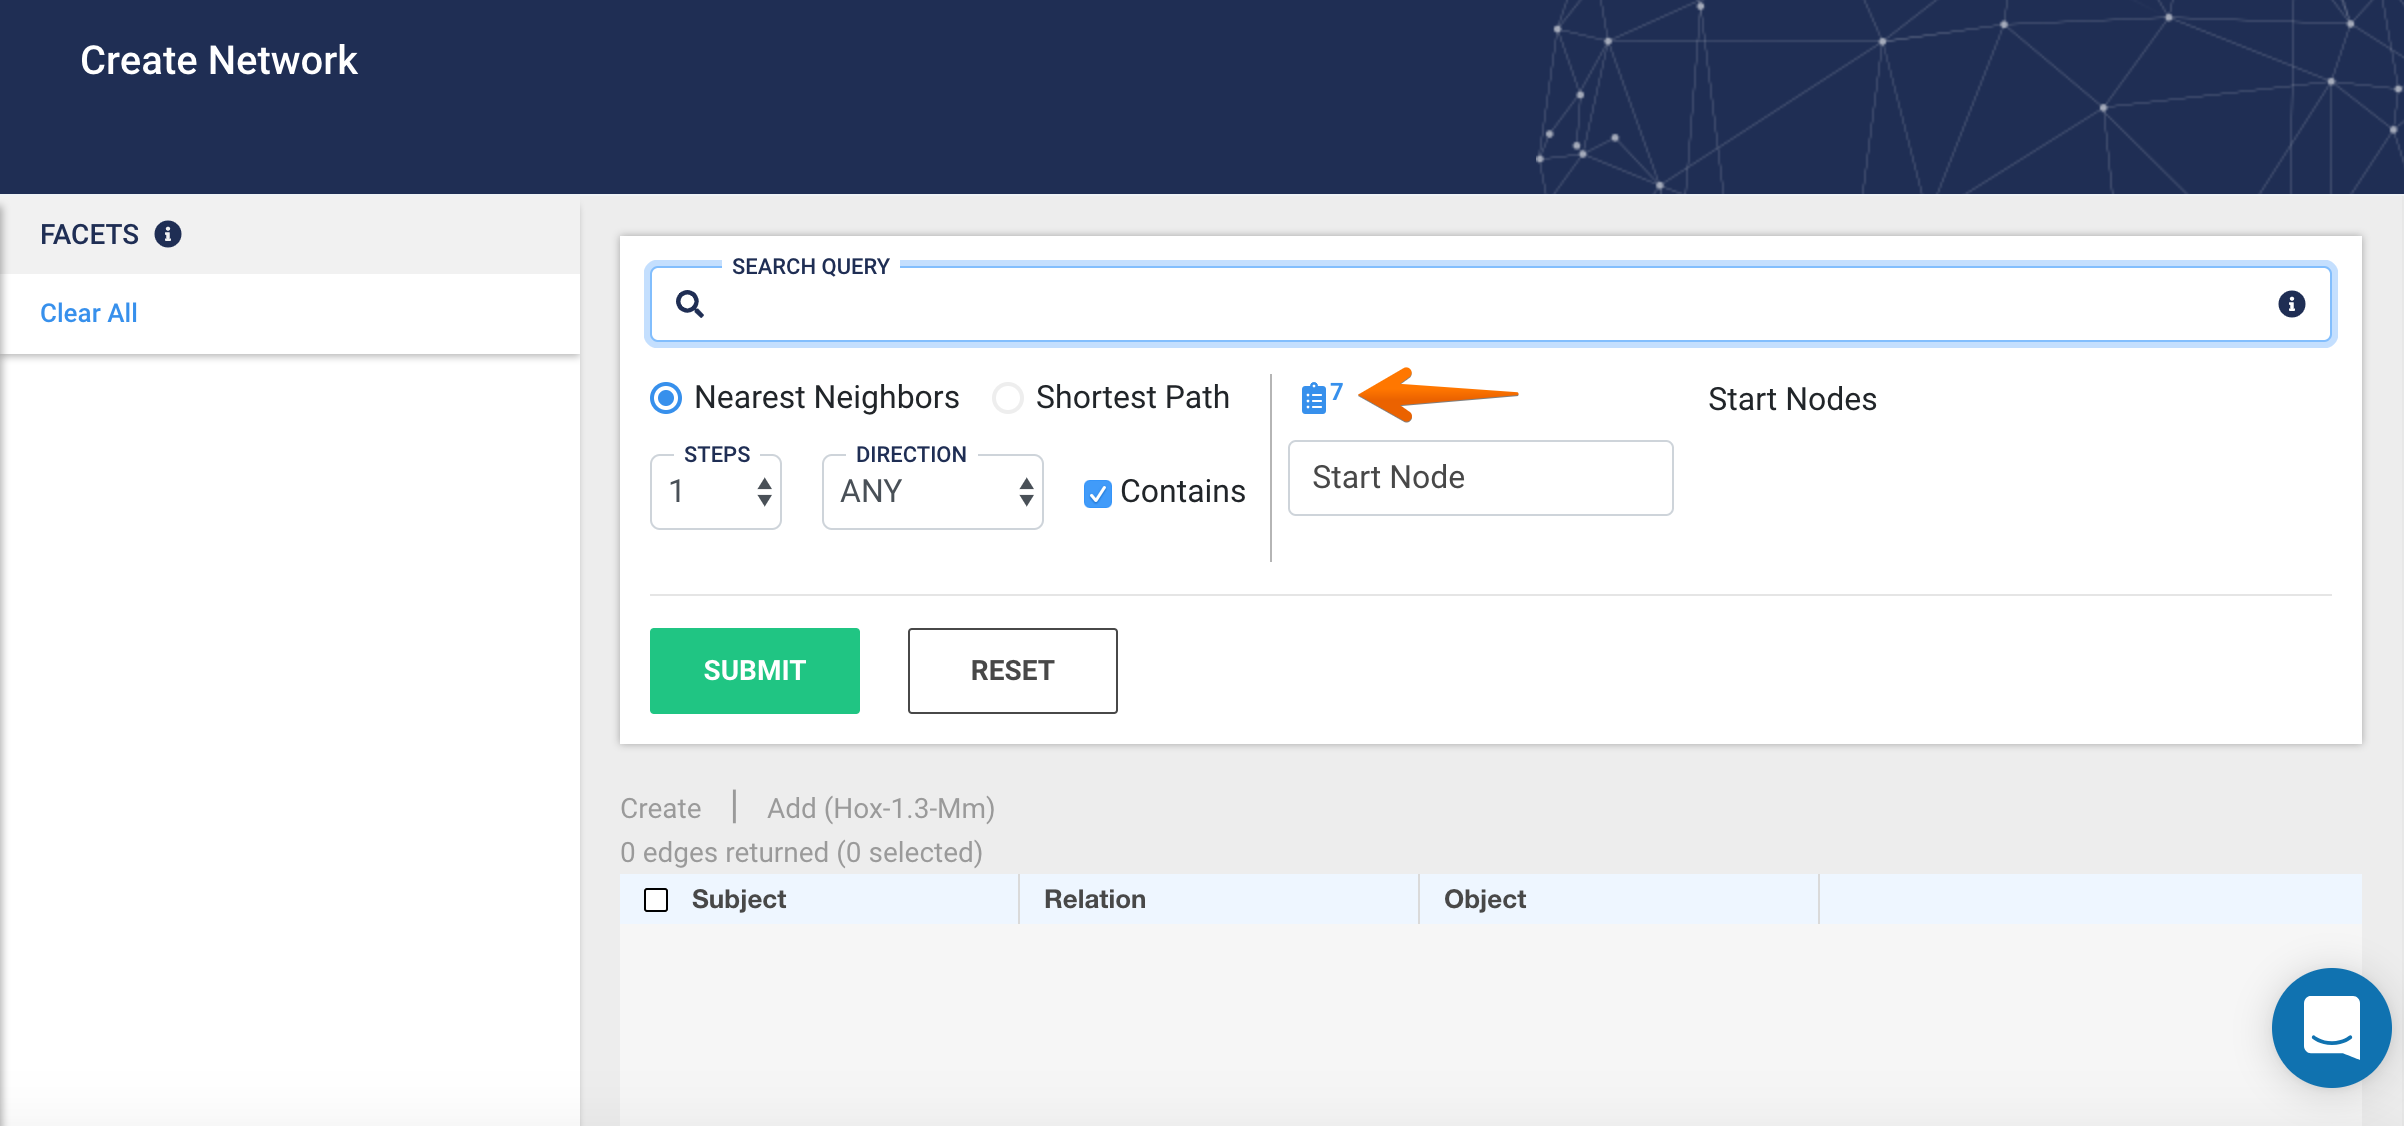 Create Network
FACETS
Clear All
SEARCH QUERY
Nearest Neighbors
Shortest Path
7
Start Nodes
STEPS
1
DIRECTION
ANY
Contains
Start Node
SUBMIT
RESET
Create | Add (Hox-1.3-Mm)
0 edges returned (0 selected)
Subject
Relation
Object